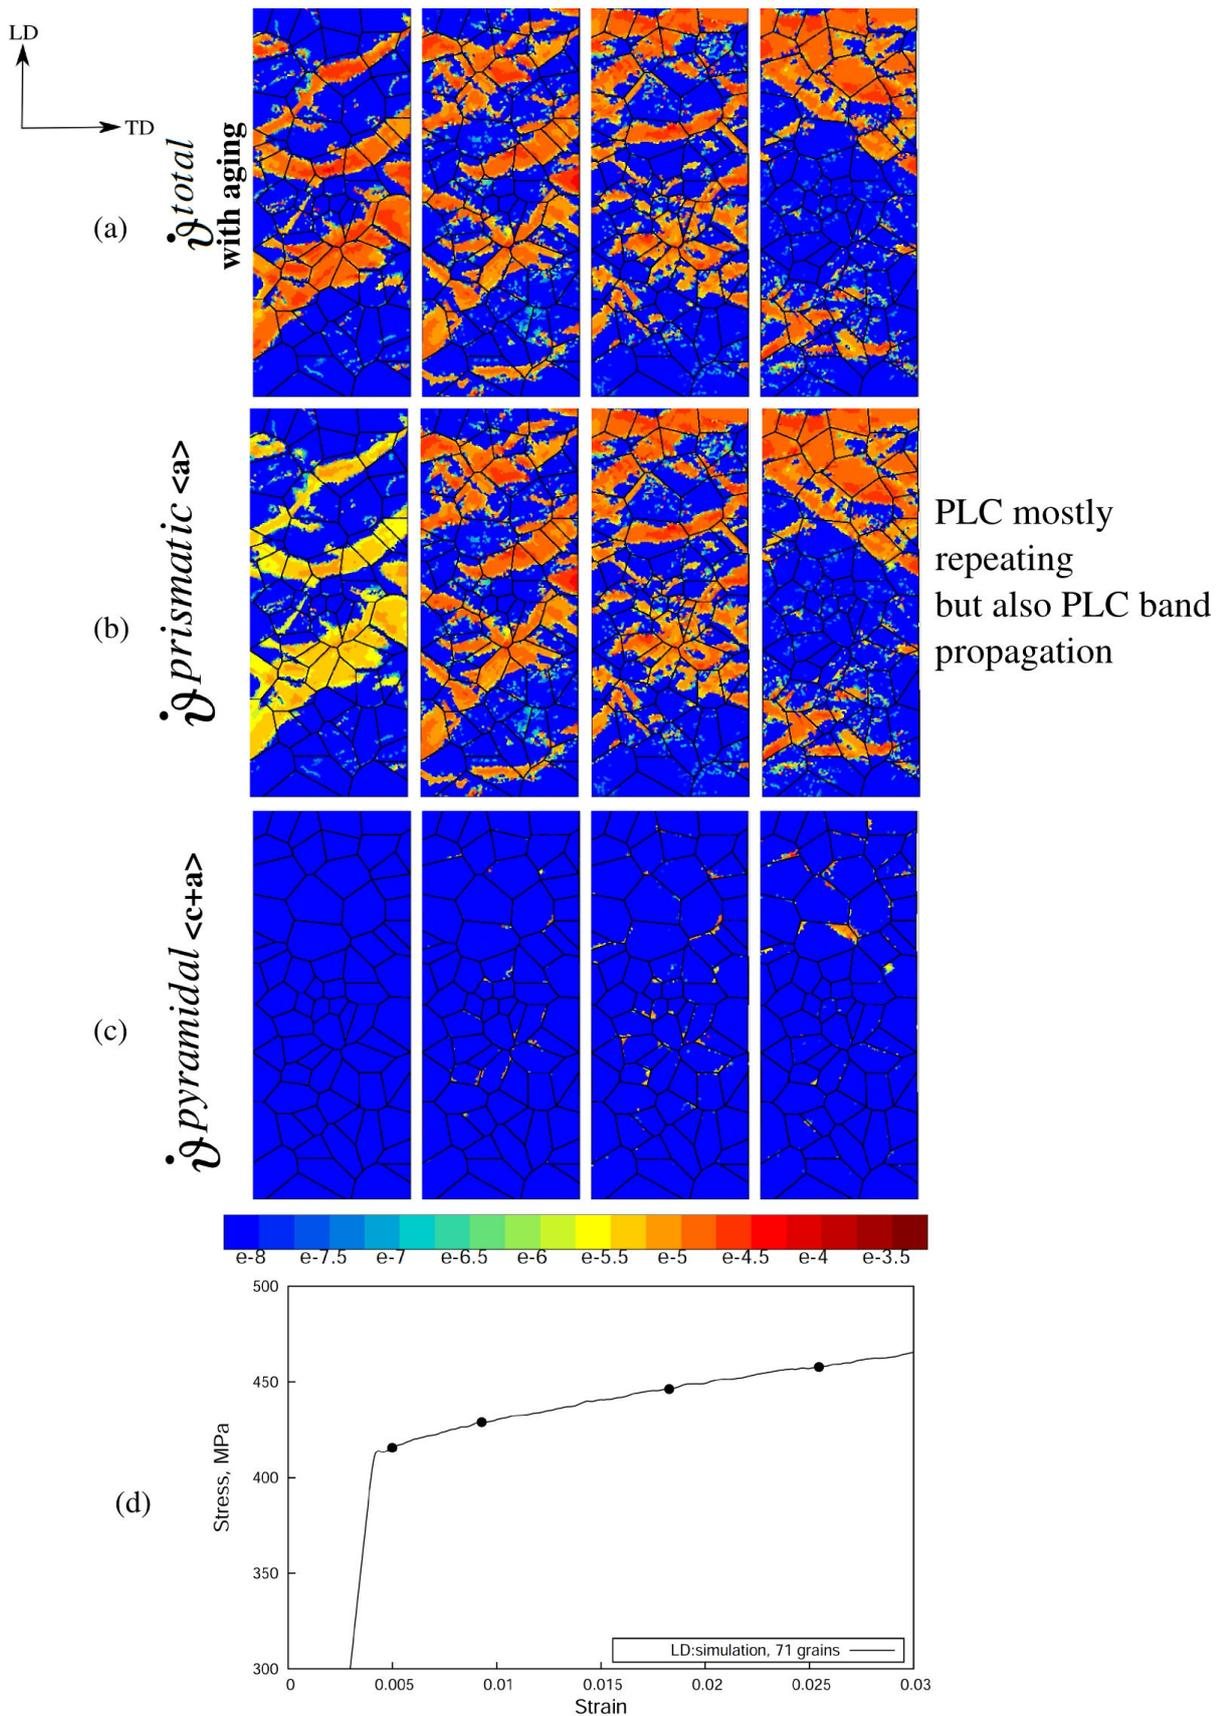 LD
TD
(a)
ϑ̇ total
with aging
(b)
ϑ̇ prismatic <a>
PLC mostly
repeating
but also PLC band
propagation
(c)
ϑ̇ pyramidal <c+a>
e-8 e-7.5 e-7 e-6.5 e-6 e-5.5 e-5 e-4.5 e-4 e-3.5
(d)
Stress, MPa
500
450
400
350
300
LD:simulation, 71 grains
0 0.005 0.01 0.015 0.02 0.025 0.03
Strain